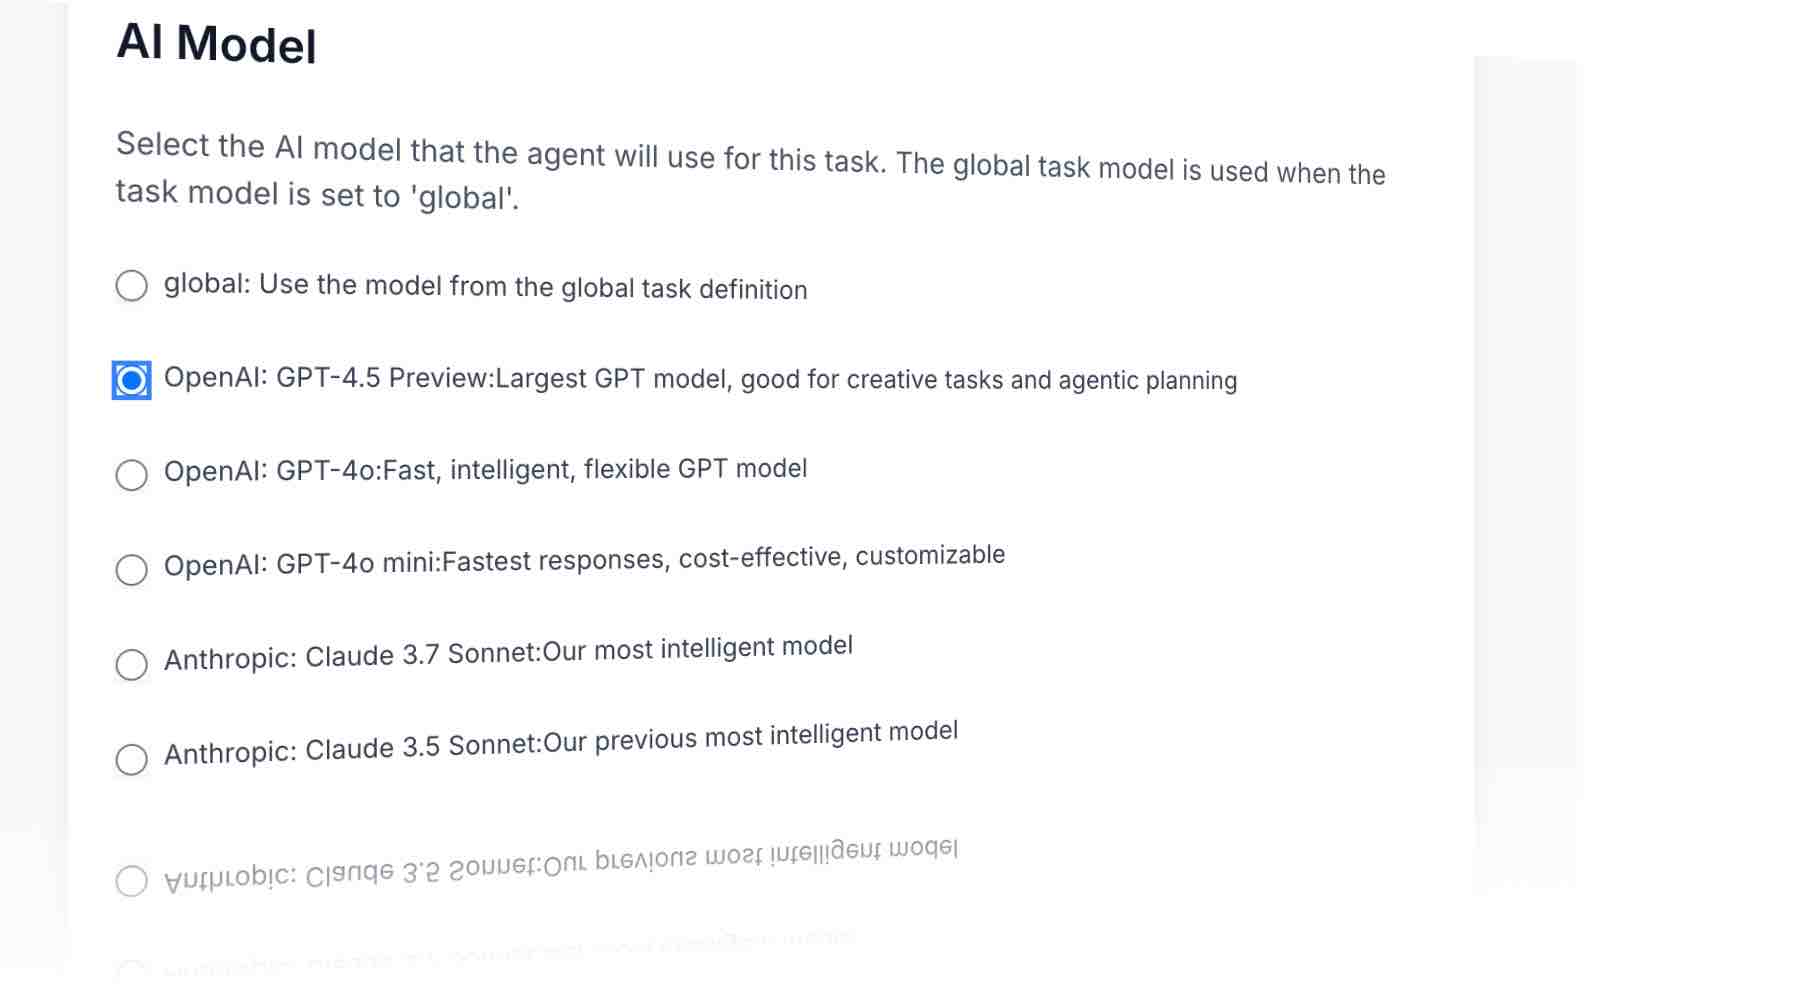 AI Model
Select the AI model that the agent will use for this task. The global task model is used when the
task model is set to 'global'.
global: Use the model from the global task definition
OpenAI: GPT-4.5 Preview:Largest GPT model, good for creative tasks and agentic planning
OpenAI: GPT-4o:Fast, intelligent, flexible GPT model
OpenAI: GPT-4o mini:Fastest responses, cost-effective, customizable
Anthropic: Claude 3.7 Sonnet:Our most intelligent model
Anthropic: Claude 3.5 Sonnet:Our previous most intelligent model
Anthropic: Claude 3.5 Sonnet:Our previous most intelligent model